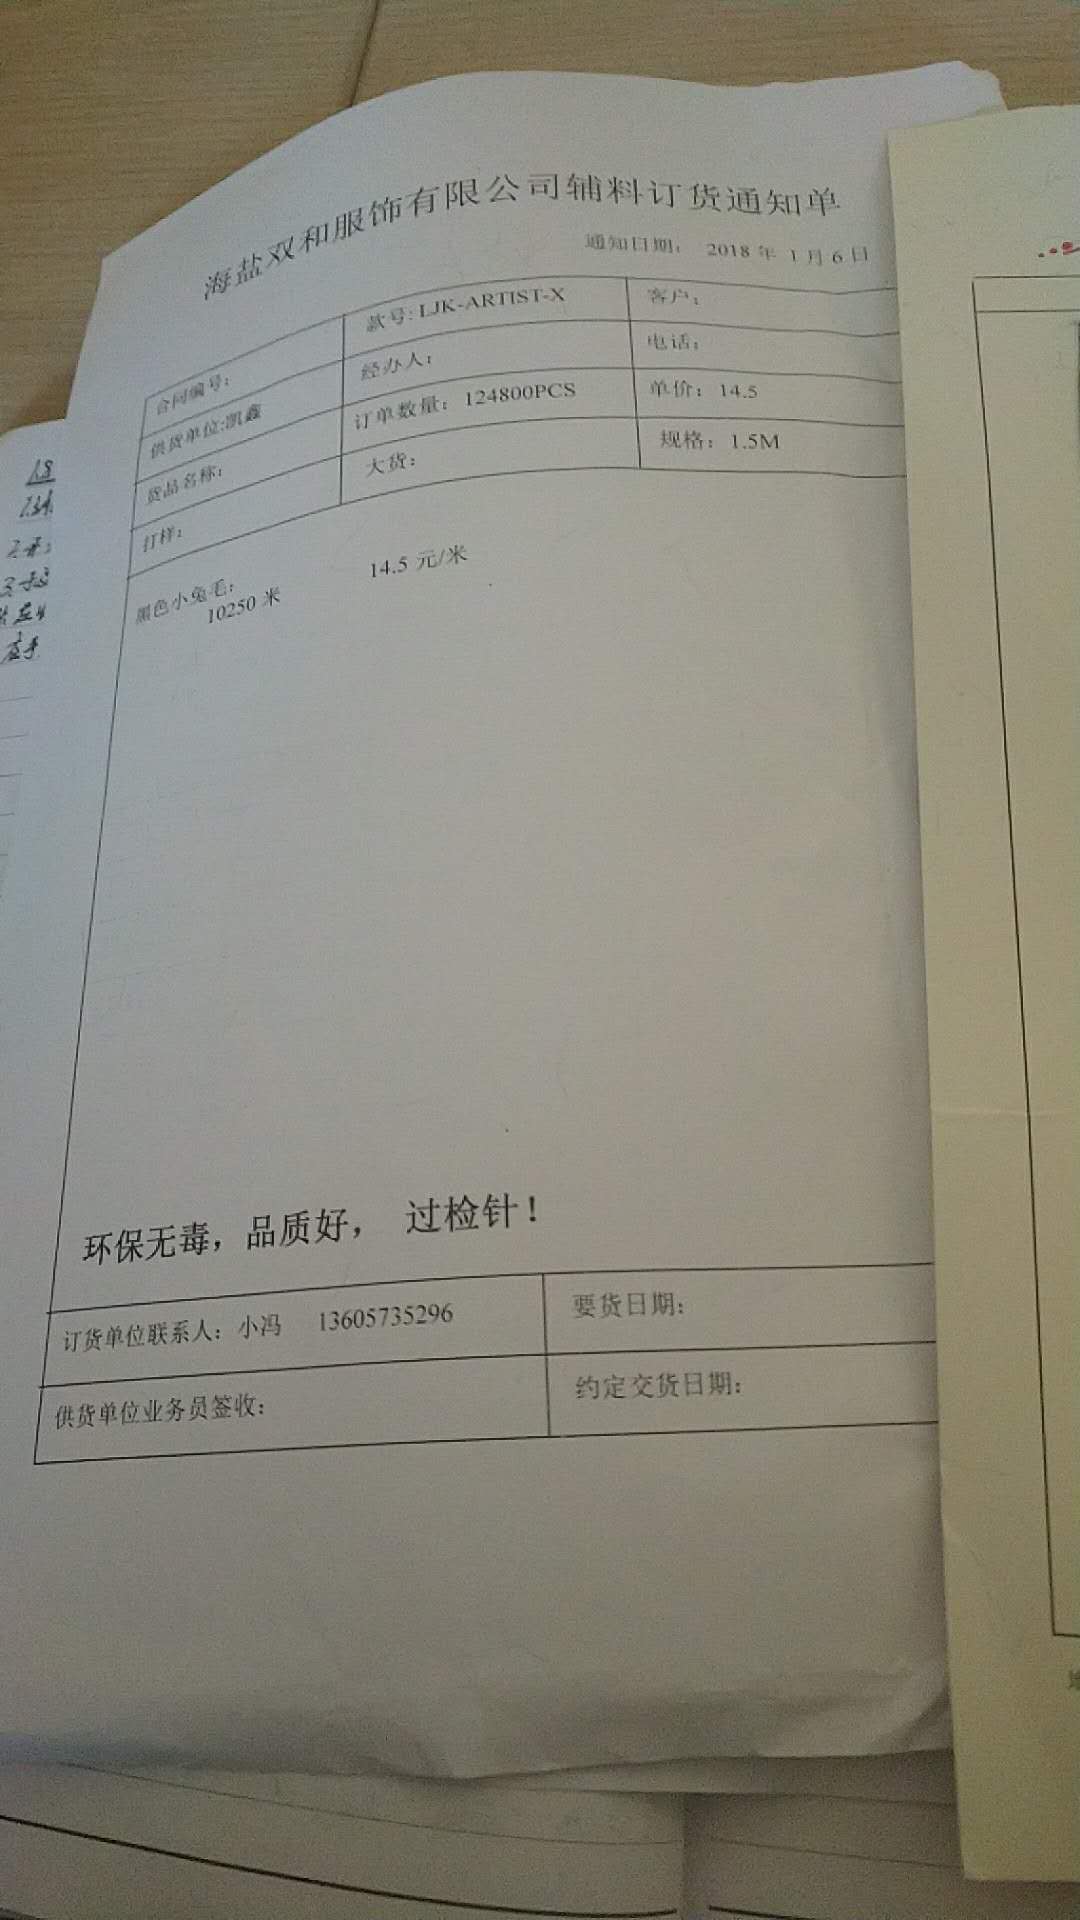 海盐双和服饰有限公司辅料订货通知单
通知日期： 2018 年 1 月 6 日
合同编号：
款号: LJK-ARTIST-X
客户：
供货单位:凯鑫
经办人：
电话：
货品名称：
订单数量：124800PCS
单价：14.5
打样：
大货：
规格：1.5M
黑色小兔毛： 14.5 元/米
10250 米
环保无毒，品质好， 过检针！
订货单位联系人：小冯 13605735296
要货日期：
供货单位业务员签收：
约定交货日期：